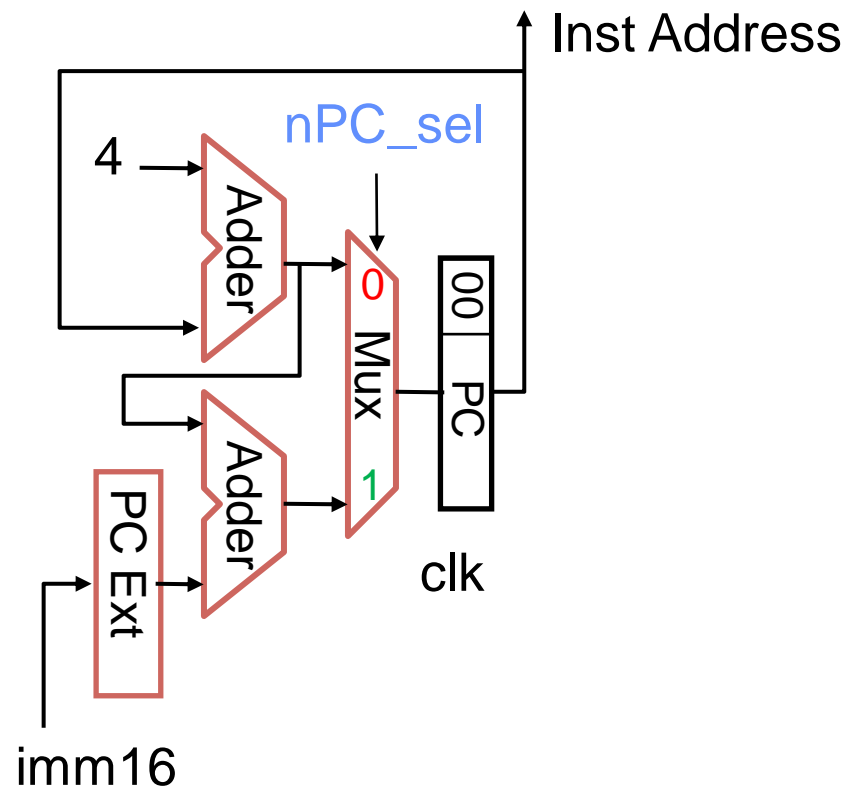 Inst Address
nPC_sel
4
Adder
0
Mux
1
00
PC
Adder
PC Ext
clk
imm16